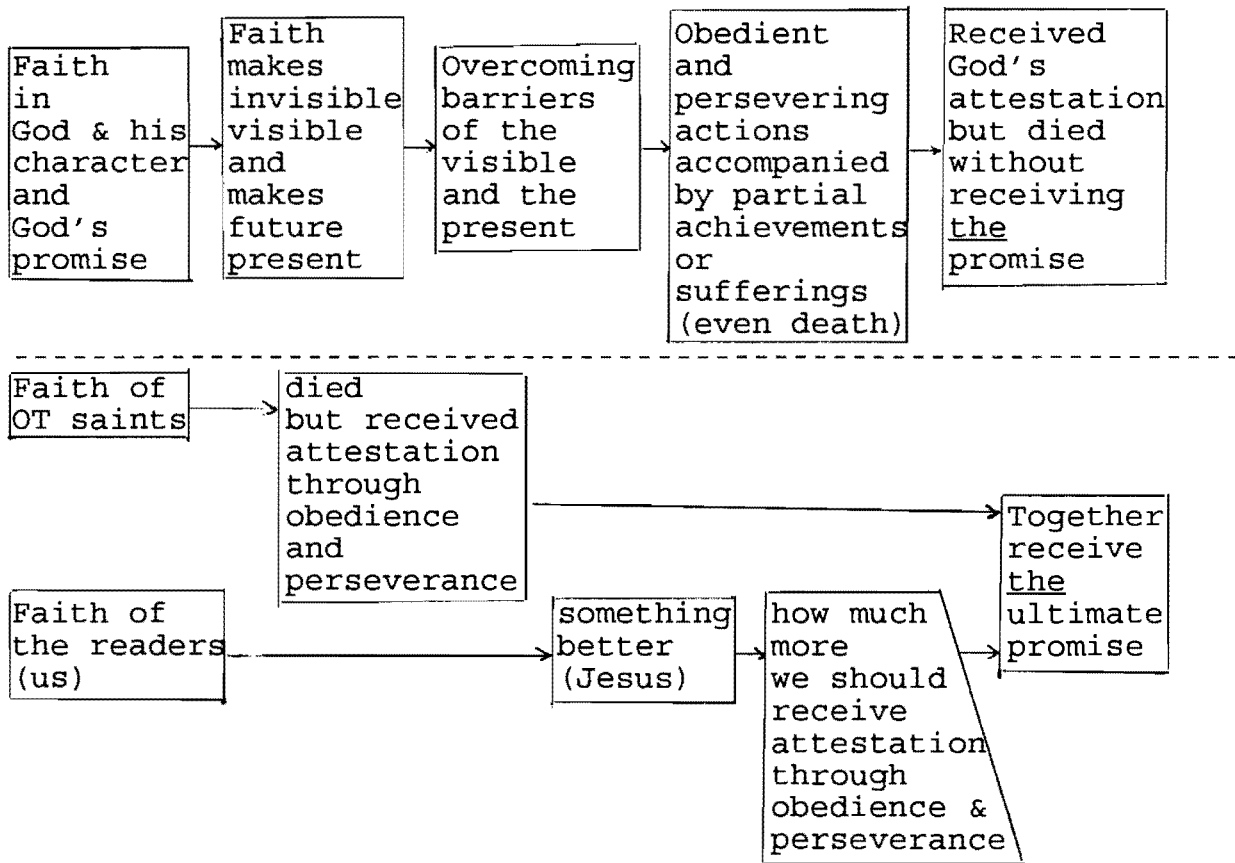 Faith
in
God & his
character
and
God's
promise
Faith
makes
invisible
visible
and
makes
future
present
Overcoming
barriers
of the
visible
and the
present
Obedient
and
persevering
actions
accompanied
by partial
achievements
or
sufferings
(even death)
Received
God's
attestation
but died
without
receiving
the
promise
Faith of
OT saints
died
but received
attestation
through
obedience
and
perseverance
Faith of
the readers
(us)
something
better
(Jesus)
how much
more
we should
receive
attestation
through
obedience &
perseverance
Together
receive
the
ultimate
promise